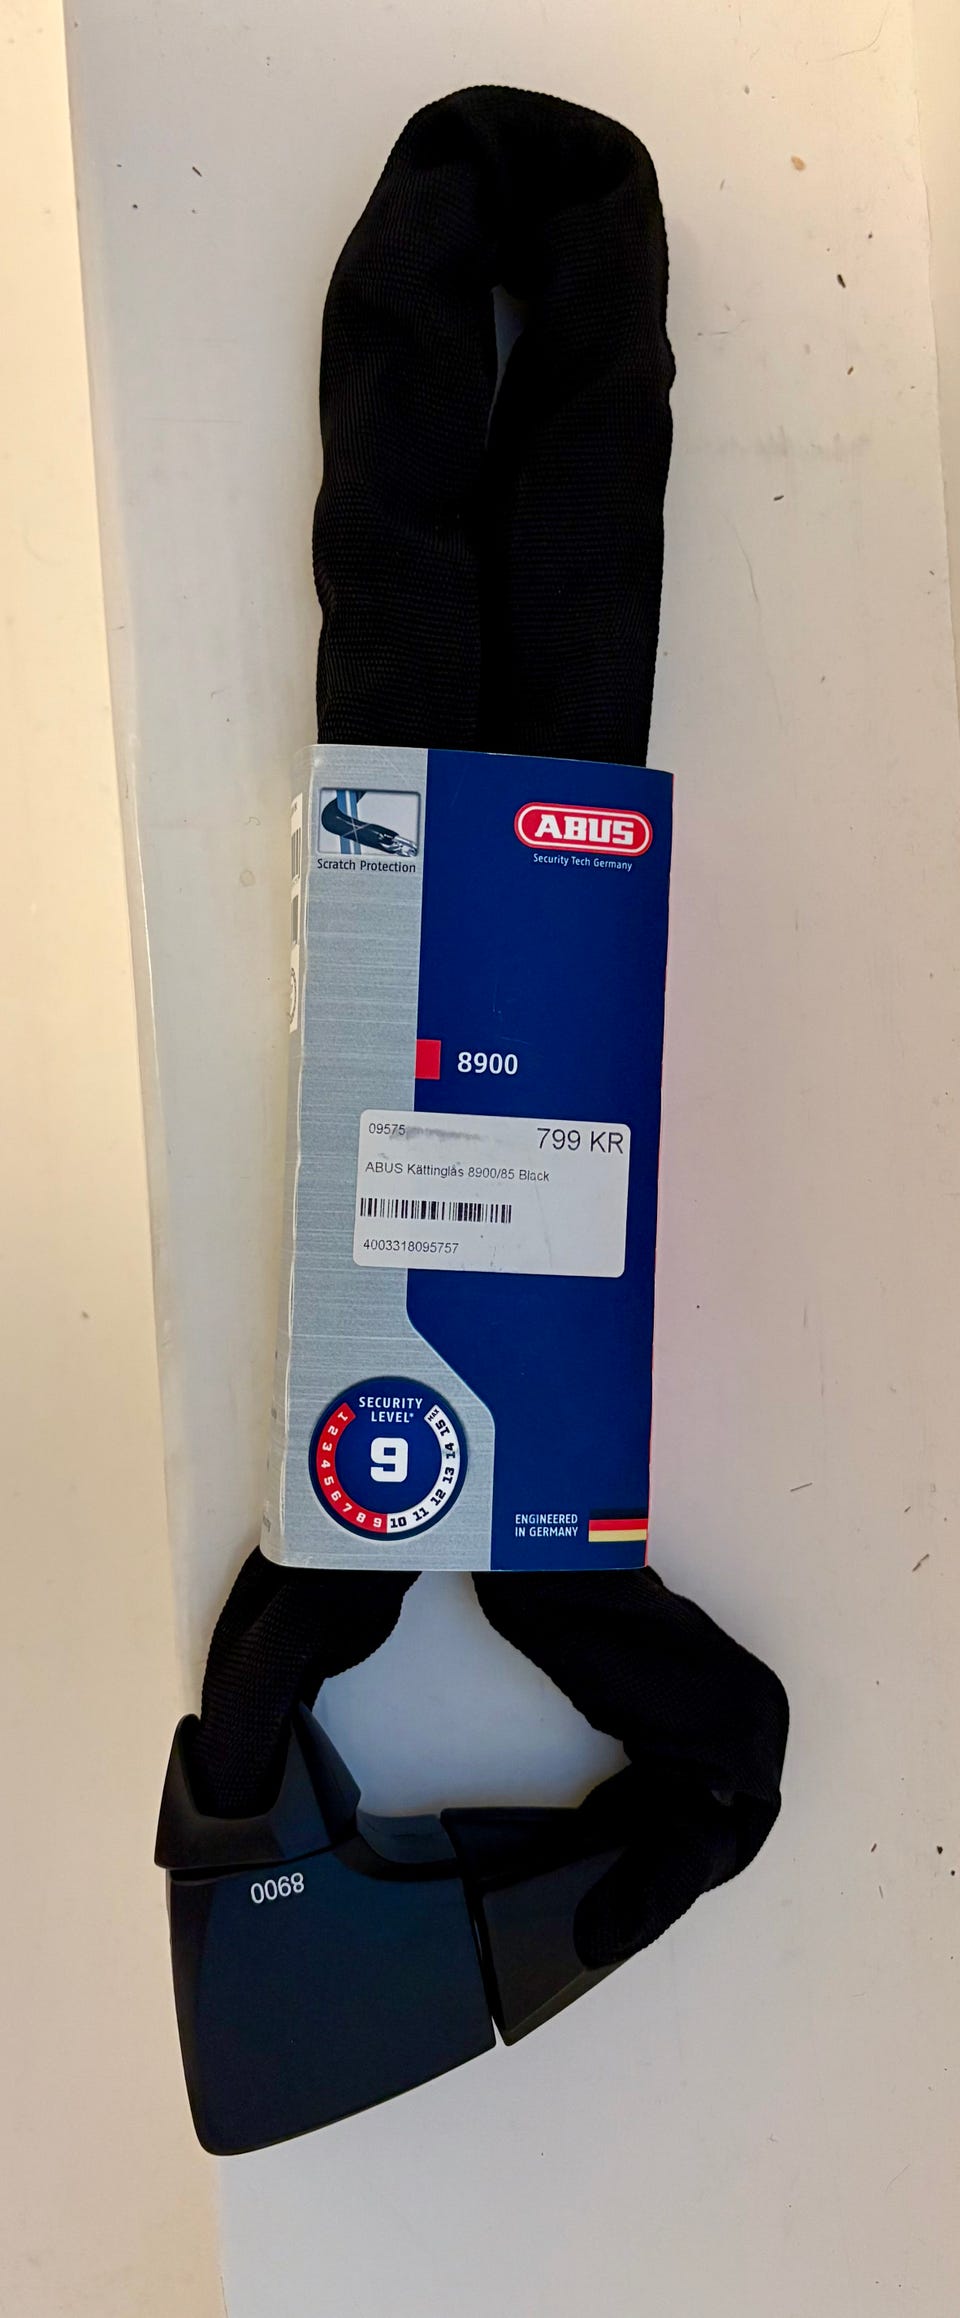 Scratch Protection
ABUS
Security Tech Germany
8900
09575
799 KR
ABUS Kättinglås 8900/85 Black
4003318095757
SECURITY
LEVEL*
9
1 2 3 4 5 6 7 8 9 10 11 12 13 14 15 MAX
ENGINEERED
IN GERMANY
8900